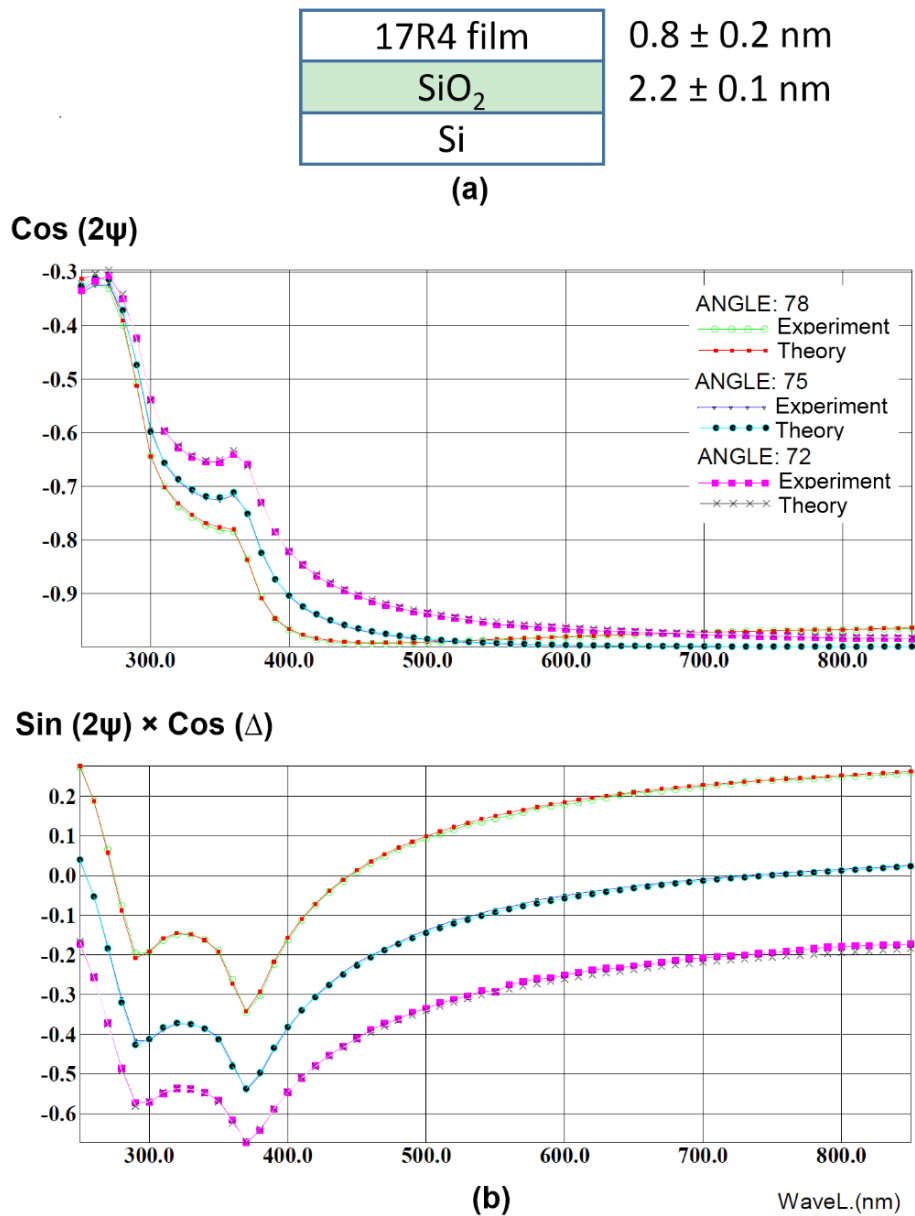 17R4 film 0.8 ± 0.2 nm
SiO₂ 2.2 ± 0.1 nm
Si
(a)
Cos (2ψ)
-0.3
-0.4
-0.5
-0.6
-0.7
-0.8
-0.9
ANGLE: 78
Experiment
Theory
ANGLE: 75
Experiment
Theory
ANGLE: 72
Experiment
Theory
300.0 400.0 500.0 600.0 700.0 800.0
Sin (2ψ) × Cos (Δ)
0.2
0.1
0.0
-0.1
-0.2
-0.3
-0.4
-0.5
-0.6
300.0 400.0 500.0 600.0 700.0 800.0
(b) WaveL.(nm)